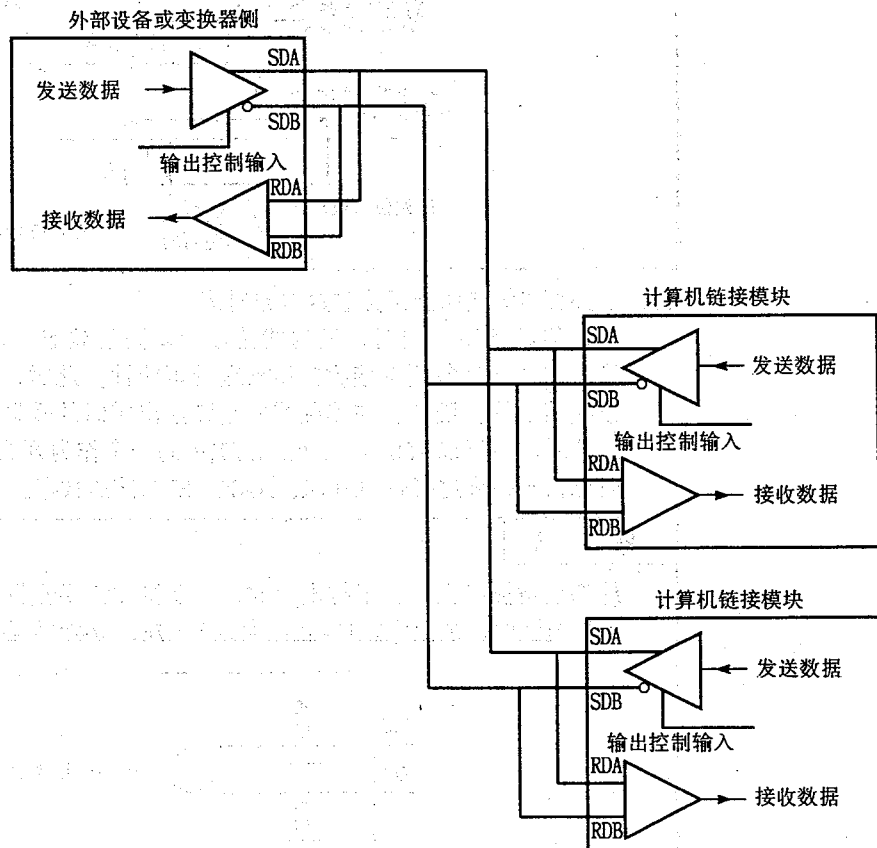 外部设备或变换器侧
SDA
发送数据
SDB
输出控制输入
RDA
接收数据
RDB
计算机链接模块
SDA
发送数据
SDB
输出控制输入
RDA
接收数据
RDB
计算机链接模块
SDA
发送数据
SDB
输出控制输入
RDA
接收数据
RDB